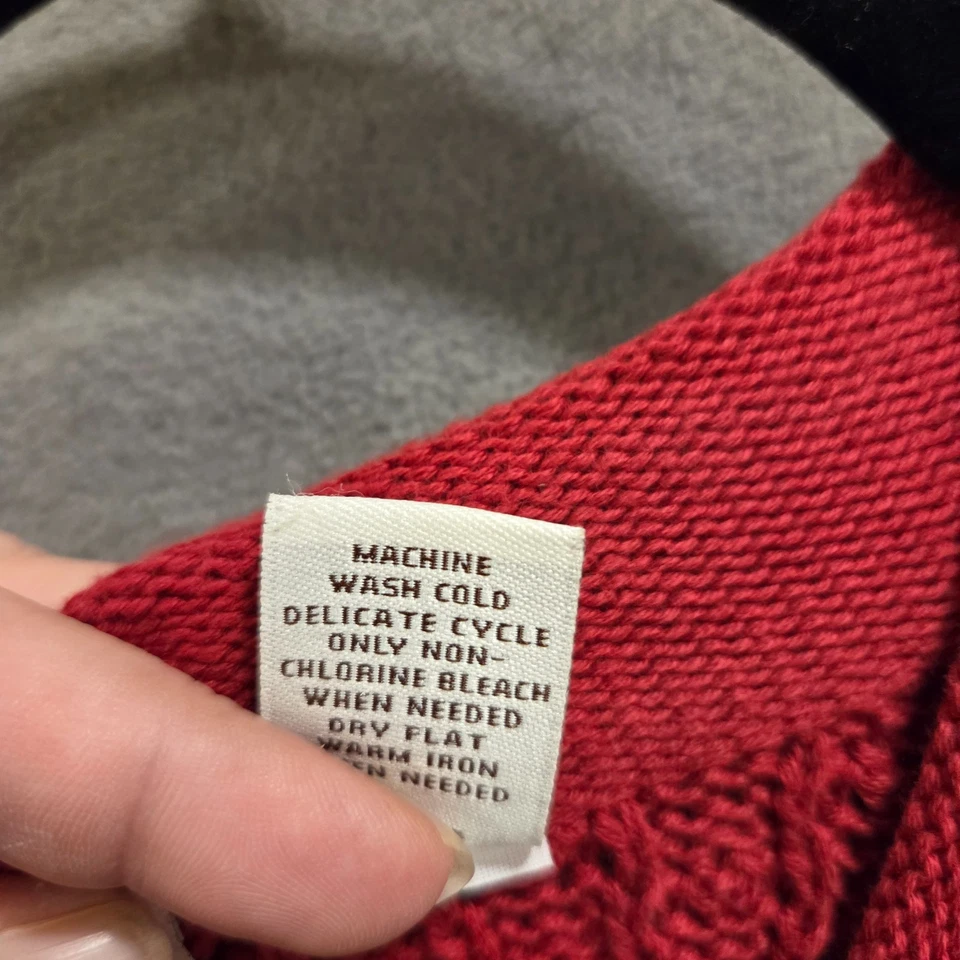 MACHINE
WASH COLD
DELICATE CYCLE
ONLY NON-
CHLORINE BLEACH
WHEN NEEDED
DRY FLAT
WARM IRON
NEEDED